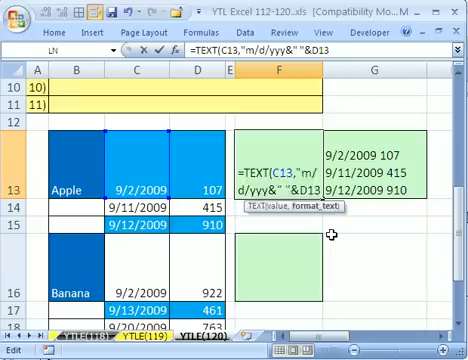 YTL Excel 112-120..xls [Compatibility Mo...
Home Insert Page Layout Formulas Data Review View Developer
LN =TEXT(C13,"m/d/yyy&" "&D13
A B C D E F G
10 10)
11 11)
12
13 Apple 9/2/2009 107
=TEXT(C13,"m/
d/yyy&" "&D13
9/2/2009 107
9/11/2009 415
9/12/2009 910
TEXT(value, format_text)
14 9/11/2009 415
15 9/12/2009 910
16 Banana 9/2/2009 922
17 9/13/2009 461
18 9/20/2009 763
YTLE(118) YTLE (119) YTLE (120)
Edit 100%